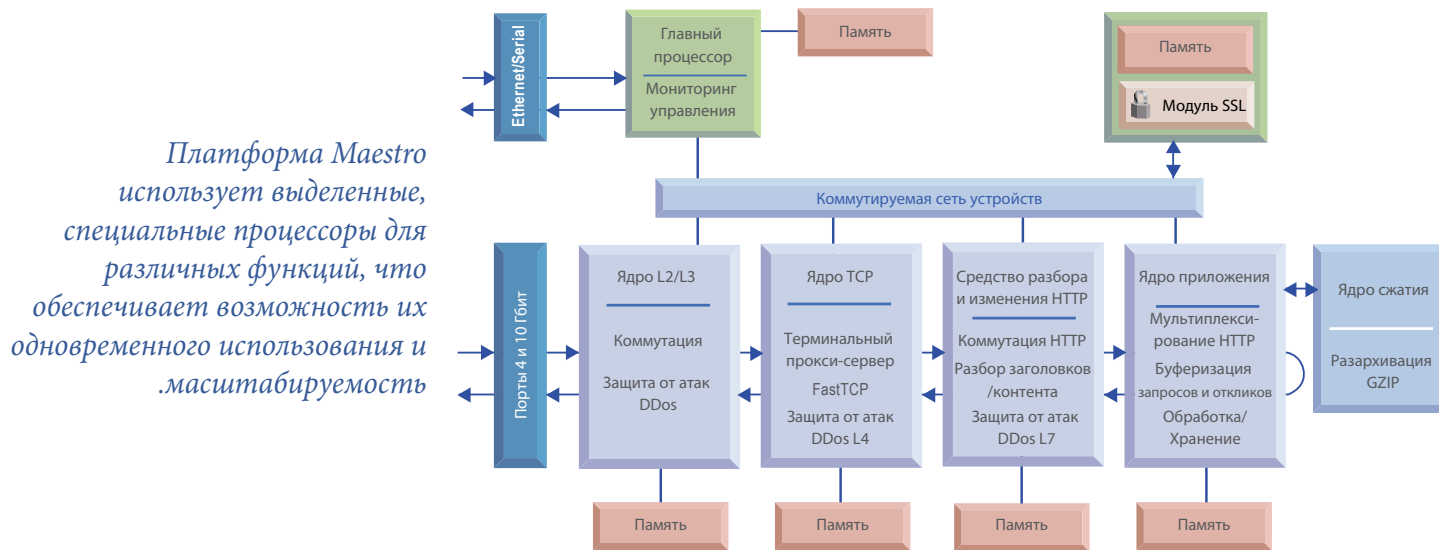 Платформа Maestro
использует выделенные,
специальные процессоры для
различных функций, что
обеспечивает возможность их
одновременного использования и
.масштабируемость
Ethernet/Serial
Главный
процессор
Мониторинг
управления
Память
Память
Модуль SSL
Коммутируемая сеть устройств
Порты 4 и 10 Гбит
Ядро L2/L3
Коммутация
Защита от атак
DDos
Ядро TCP
Терминальный
прокси-сервер
FastTCP
Защита от атак
DDos L4
Средство разбора
и изменения HTTP
Коммутация HTTP
Разбор заголовков
/контента
Защита от атак
DDos L7
Ядро приложения
Мультиплекси-
рование HTTP
Буферизация
запросов и откликов
Обработка/
Хранение
Ядро сжатия
Разархивация
GZIP
Память
Память
Память
Память